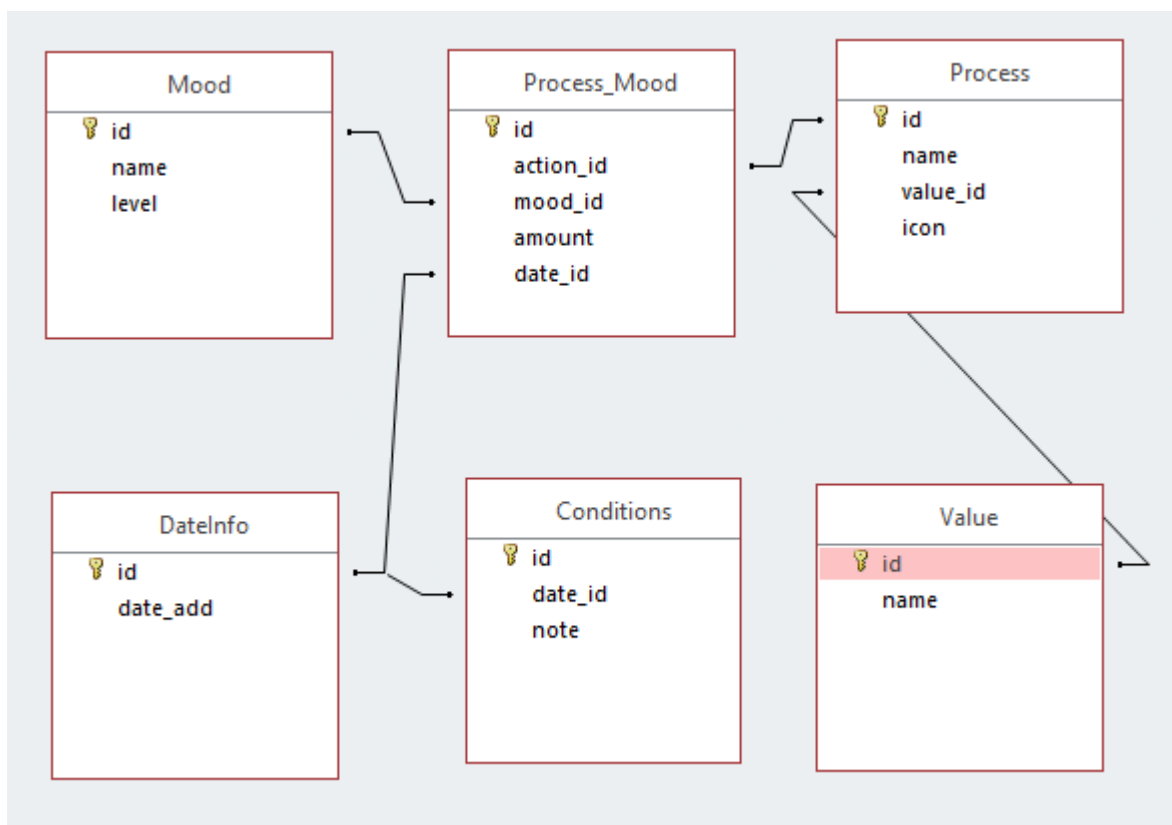 Mood
id
name
level
Process_Mood
id
action_id
mood_id
amount
date_id
Process
id
name
value_id
icon
DateInfo
id
date_add
Conditions
id
date_id
note
Value
id
name